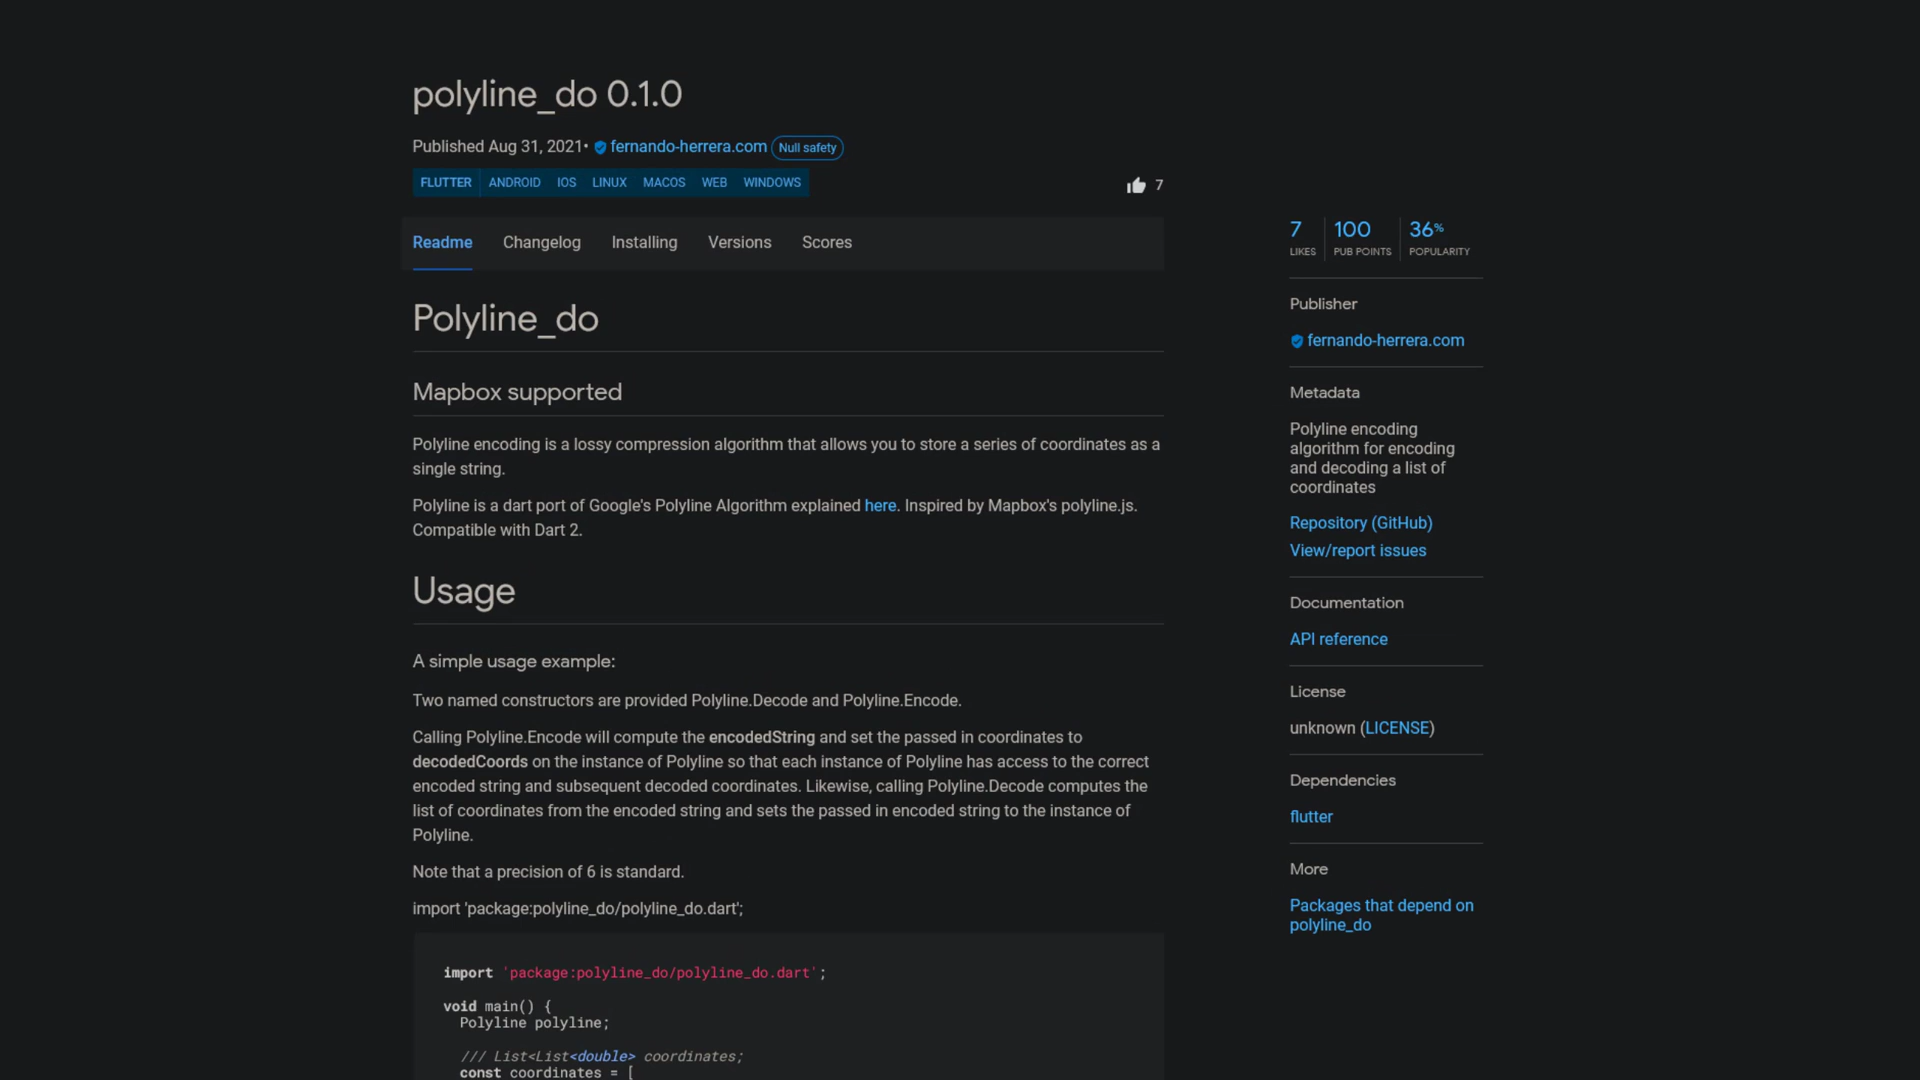 polyline_do 0.1.0
Published Aug 31, 2021• fernando-herrera.com Null safety
FLUTTER ANDROID IOS LINUX MACOS WEB WINDOWS
7
Readme Changelog Installing Versions Scores
Polyline_do
Mapbox supported
Polyline encoding is a lossy compression algorithm that allows you to store a series of coordinates as a
single string.
Polyline is a dart port of Google's Polyline Algorithm explained here. Inspired by Mapbox's polyline.js.
Compatible with Dart 2.
Usage
A simple usage example:
Two named constructors are provided Polyline.Decode and Polyline.Encode.
Calling Polyline.Encode will compute the encodedString and set the passed in coordinates to
decodedCoords on the instance of Polyline so that each instance of Polyline has access to the correct
encoded string and subsequent decoded coordinates. Likewise, calling Polyline.Decode computes the
list of coordinates from the encoded string and sets the passed in encoded string to the instance of
Polyline.
Note that a precision of 6 is standard.
import 'package:polyline_do/polyline_do.dart';
import 'package:polyline_do/polyline_do.dart';
void main() {
Polyline polyline;
/// List<List<double> coordinates;
const coordinates = [
7 100 36%
LIKES PUB POINTS POPULARITY
Publisher
fernando-herrera.com
Metadata
Polyline encoding
algorithm for encoding
and decoding a list of
coordinates
Repository (GitHub)
View/report issues
Documentation
API reference
License
unknown (LICENSE)
Dependencies
flutter
More
Packages that depend on
polyline_do